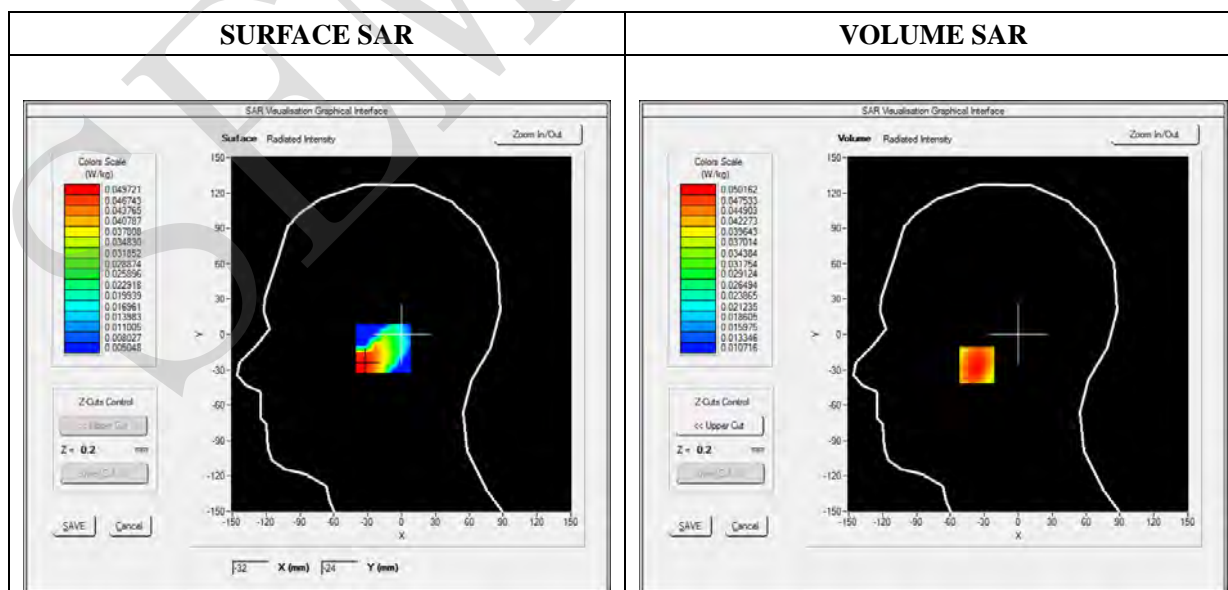 SURFACE SAR
VOLUME SAR
SAR Visualisation Graphical Interface
Surface Radiated Intensity
Zoom In/Out
Colors Scale
(W/kg)
0.049721
0.046743
0.043765
0.040787
0.037808
0.034830
0.031852
0.028874
0.025896
0.022918
0.019939
0.016961
0.013983
0.011005
0.008027
0.005048
Z-Cuts Control
<< Upper Cut
Z = 0.2 mm
SAVE
Cancel
150
120
90
60
30
0
-30
-60
-90
-120
-150
Y
-150 -120 -90 -60 -30 0 30 60 90 120 150
X
-32 X (mm) -24 Y (mm)
SAR Visualisation Graphical Interface
Volume Radiated Intensity
Zoom In/Out
Colors Scale
(W/kg)
0.050162
0.047533
0.044903
0.042273
0.039643
0.037014
0.034384
0.031754
0.029124
0.026494
0.023865
0.021235
0.018605
0.015975
0.013346
0.010716
Z-Cuts Control
<< Upper Cut
Z = 0.2 mm
SAVE
Cancel
150
120
90
60
30
0
-30
-60
-90
-120
-150
Y
-150 -120 -90 -60 -30 0 30 60 90 120 150
X